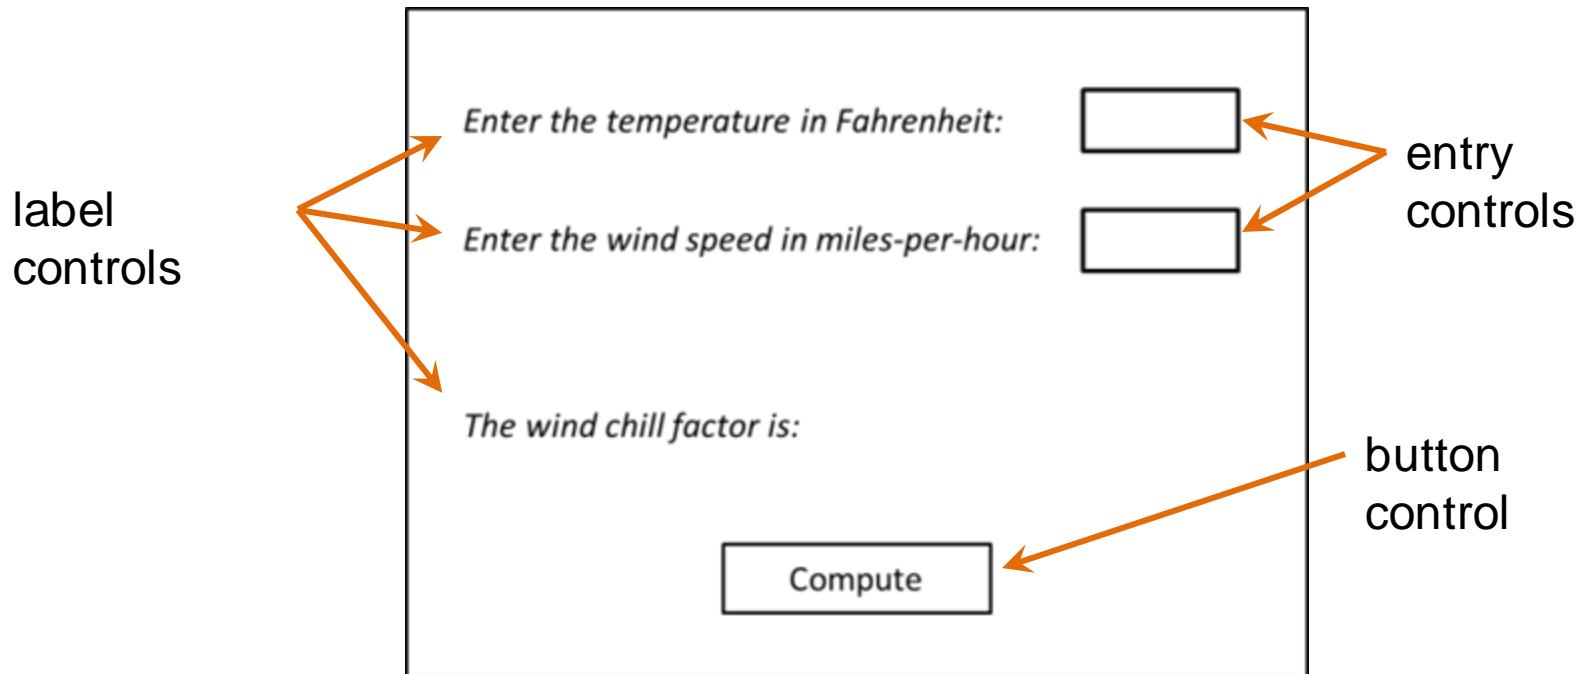 Enter the temperature in Fahrenheit:
entry
controls
label
controls
Enter the wind speed in miles-per-hour:
The wind chill factor is:
button
control
Compute